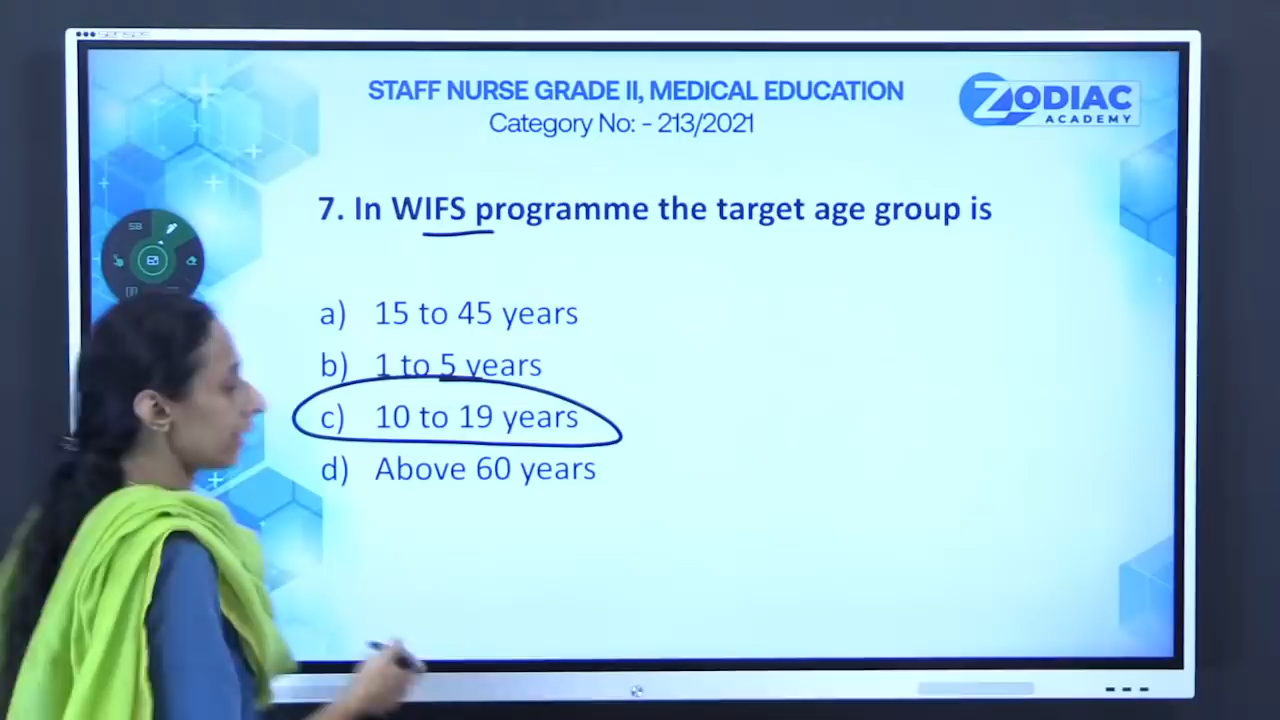 STAFF NURSE GRADE II, MEDICAL EDUCATION
Category No: - 213/2021
ZODIAC
ACADEMY
7. In WIFS programme the target age group is
a) 15 to 45 years
b) 1 to 5 years
c) 10 to 19 years
d) Above 60 years